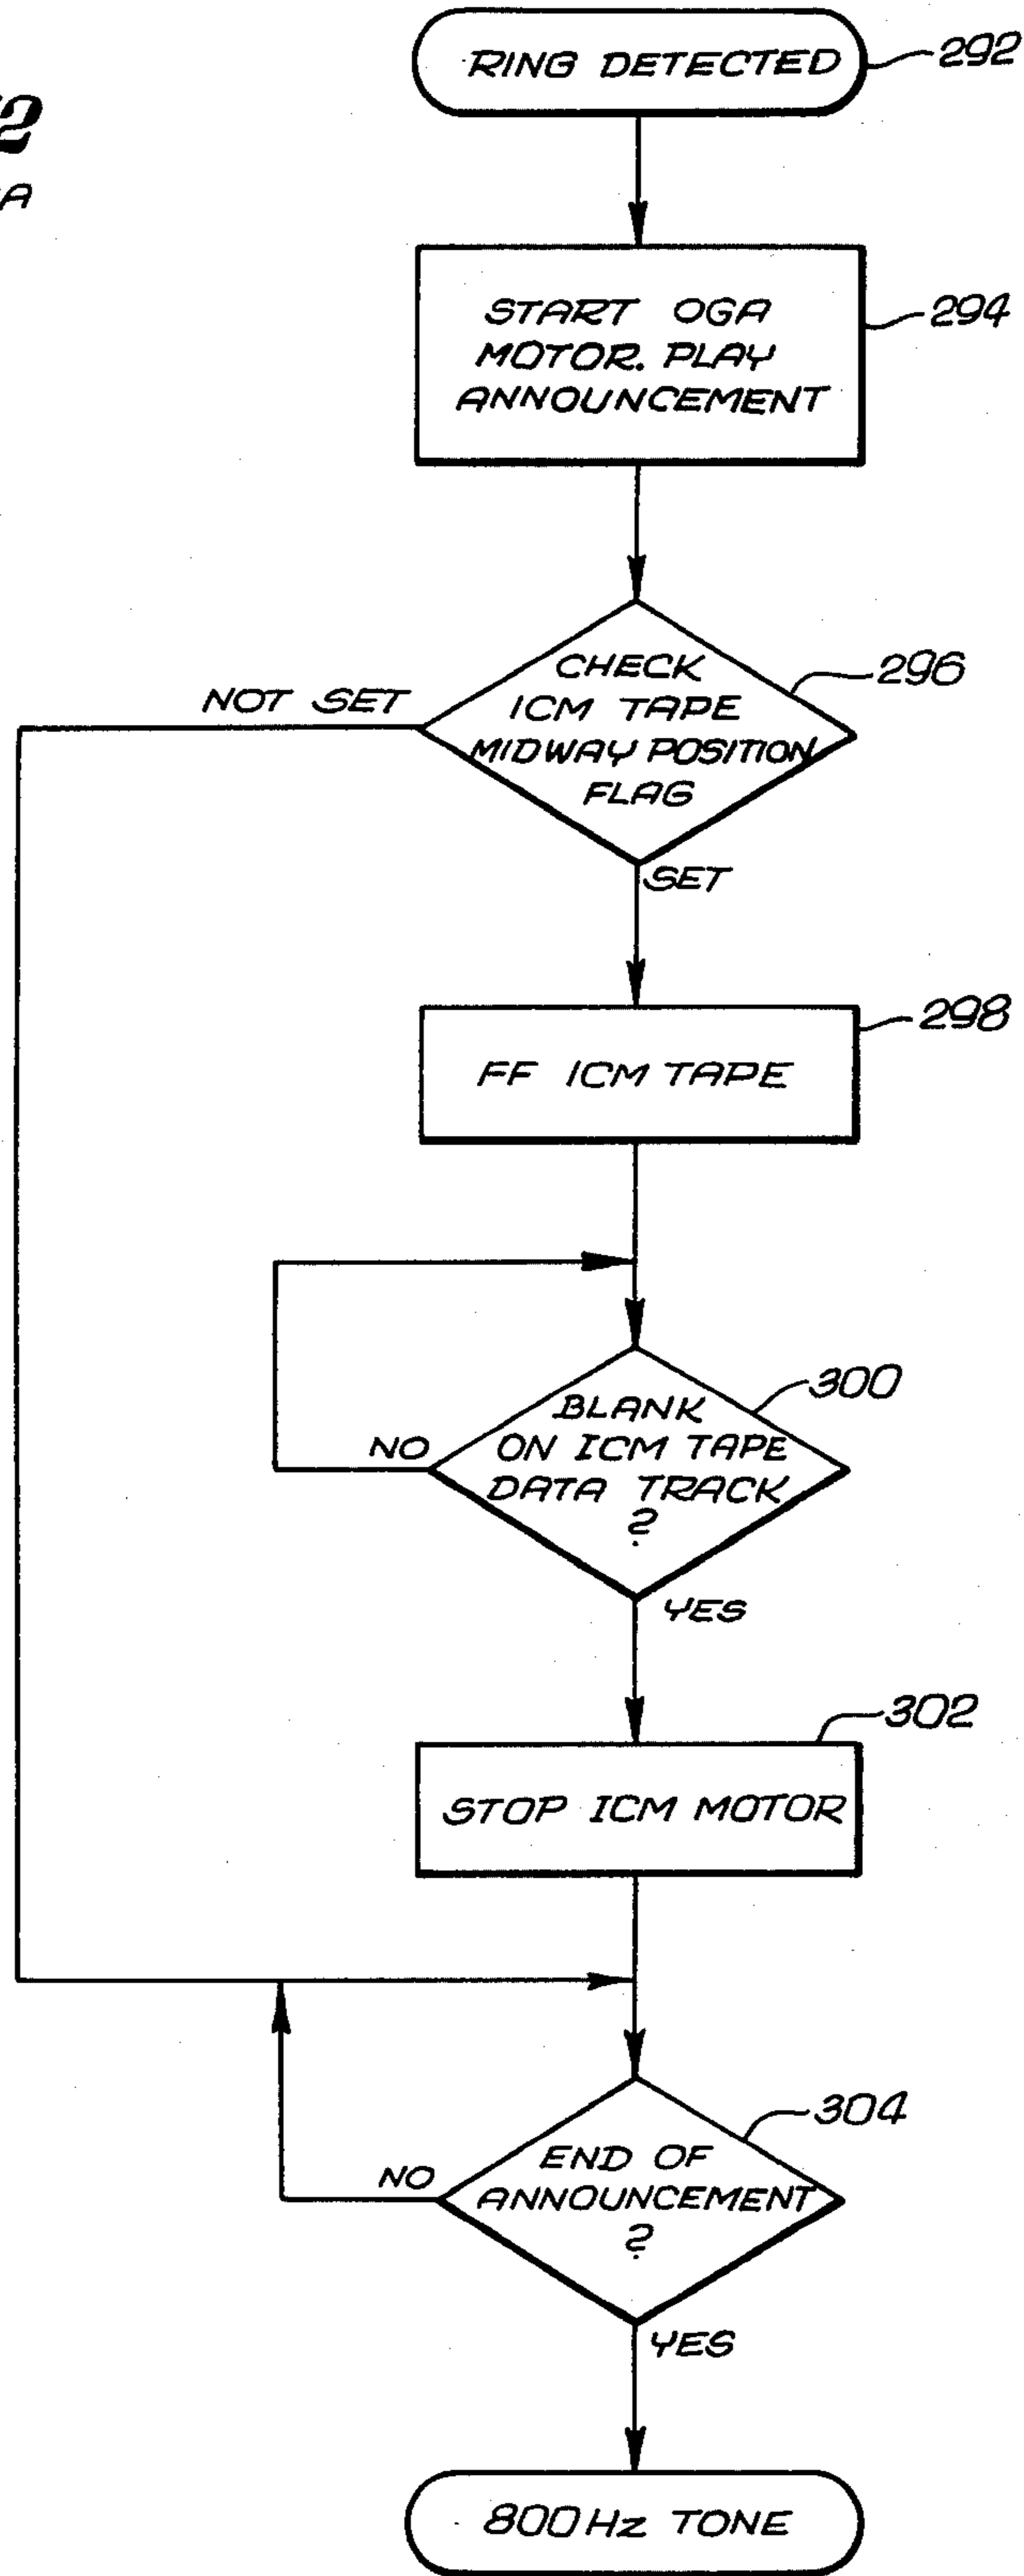 RING DETECTED
292
START OGA
MOTOR. PLAY
ANNOUNCEMENT
294
CHECK
ICM TAPE
MIDWAY POSITION
FLAG
296
NOT SET
SET
FF ICM TAPE
298
BLANK
ON ICM TAPE
DATA TRACK
?
300
NO
YES
STOP ICM MOTOR
302
END OF
ANNOUNCEMENT
?
304
NO
YES
800 Hz TONE